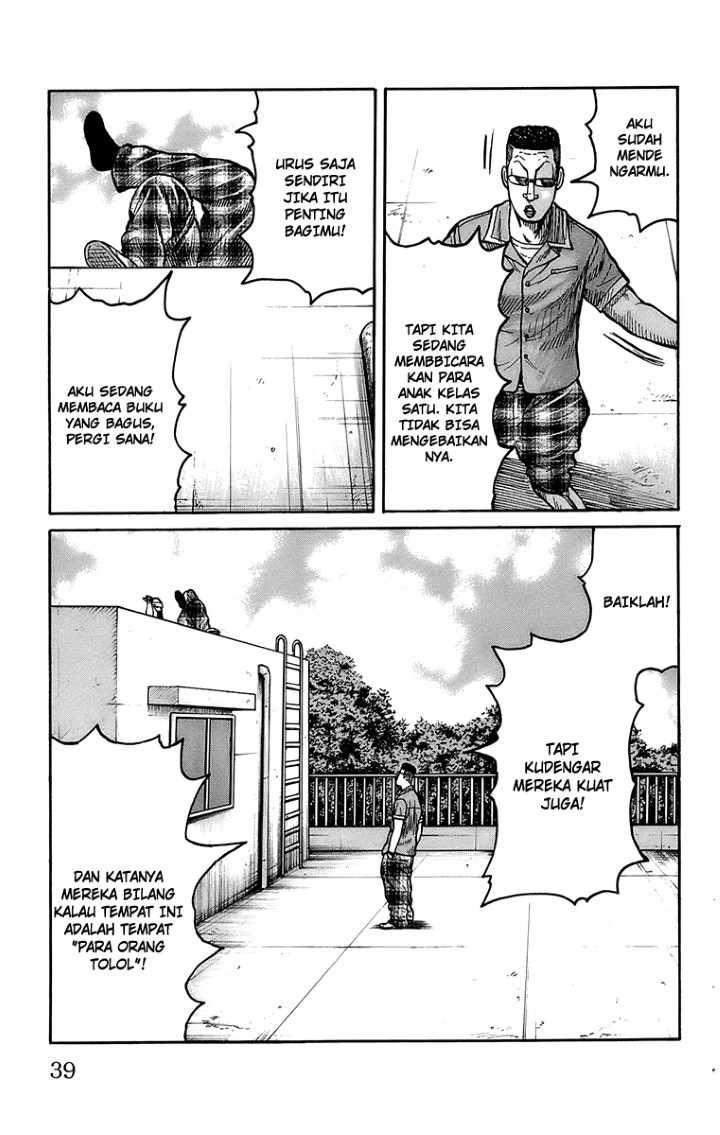 AKU
SUDAH
MENDE
NGARMU.
TAPI KITA
SEDANG
MEMBBICARA
KAN PARA
ANAK KELAS
SATU. KITA
TIDAK BISA
MENGEBAIKAN
NYA.
URUS SAJA
SENDIRI
JIKA ITU
PENTING
BAGIMU!
AKU SEDANG
MEMBACA BUKU
YANG BAGUS,
PERGI SANA!
BAIKLAH!
TAPI
KUDENGAR
MEREKA KUAT
JUGA!
DAN KATANYA
MEREKA BILANG
KALAU TEMPAT INI
ADALAH TEMPAT
"PARA ORANG
TOLOL"!
39